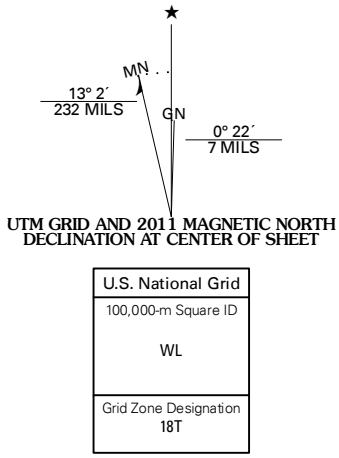 ★
MN
13° 2´
232 MILS
GN
0° 22´
7 MILS
UTM GRID AND 2011 MAGNETIC NORTH
DECLINATION AT CENTER OF SHEET
U.S. National Grid
100,000-m Square ID
WL
Grid Zone Designation
18T